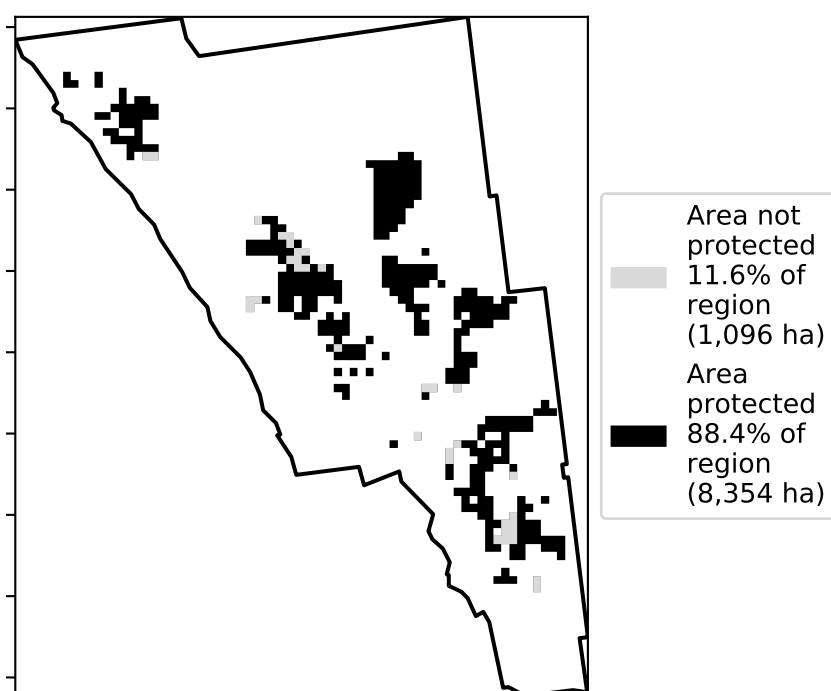 Area not
protected
11.6% of
region
(1,096 ha)
Area
protected
88.4% of
region
(8,354 ha)